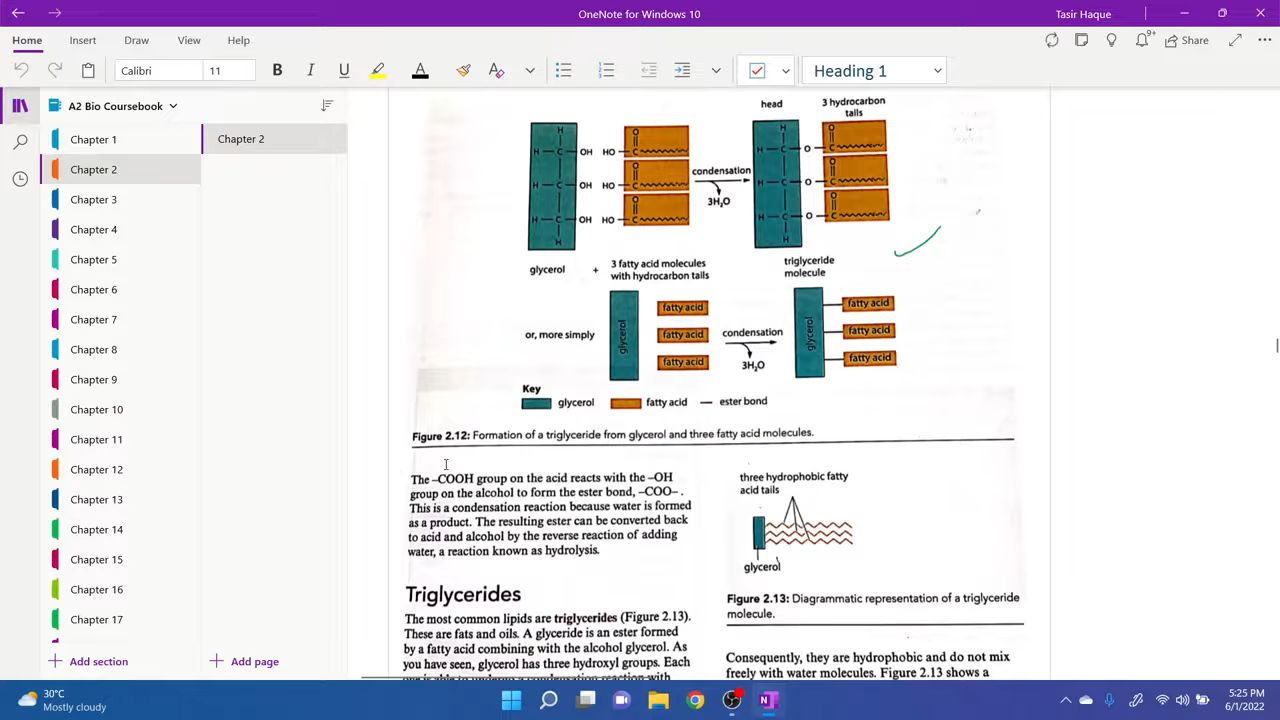 OneNote for Windows 10
Tasir Haque
Home Insert Draw View Help
9+ Share
Calibri 11 B I U A Heading 1
A2 Bio Coursebook
Chapter 1
Chapter 2
Chapter 3
Chapter 4
Chapter 5
Chapter 6
Chapter 7
Chapter 8
Chapter 9
Chapter 10
Chapter 11
Chapter 12
Chapter 13
Chapter 14
Chapter 15
Chapter 16
Chapter 17
Add section
Chapter 2
Add page
head
3 hydrocarbon
tails
H
H C OH HO C O
H C OH HO C O
H C OH HO C O
H
condensation
3H₂O
H
H C O C O
H C O C O
H C O C O
H
glycerol + 3 fatty acid molecules
with hydrocarbon tails
triglyceride
molecule
or, more simply
glycerol
fatty acid
fatty acid
fatty acid
condensation
3H₂O
glycerol
fatty acid
fatty acid
fatty acid
Key
glycerol fatty acid ester bond
Figure 2.12: Formation of a triglyceride from glycerol and three fatty acid molecules.
The –COOH group on the acid reacts with the –OH
group on the alcohol to form the ester bond, –COO– .
This is a condensation reaction because water is formed
as a product. The resulting ester can be converted back
to acid and alcohol by the reverse reaction of adding
water, a reaction known as hydrolysis.
Triglycerides
The most common lipids are triglycerides (Figure 2.13).
These are fats and oils. A glyceride is an ester formed
by a fatty acid combining with the alcohol glycerol. As
you have seen, glycerol has three hydroxyl groups. Each
three hydrophobic fatty
acid tails
glycerol
Figure 2.13: Diagrammatic representation of a triglyceride
molecule.
Consequently, they are hydrophobic and do not mix
freely with water molecules. Figure 2.13 shows a
30°C
Mostly cloudy
5:25 PM
6/1/2022